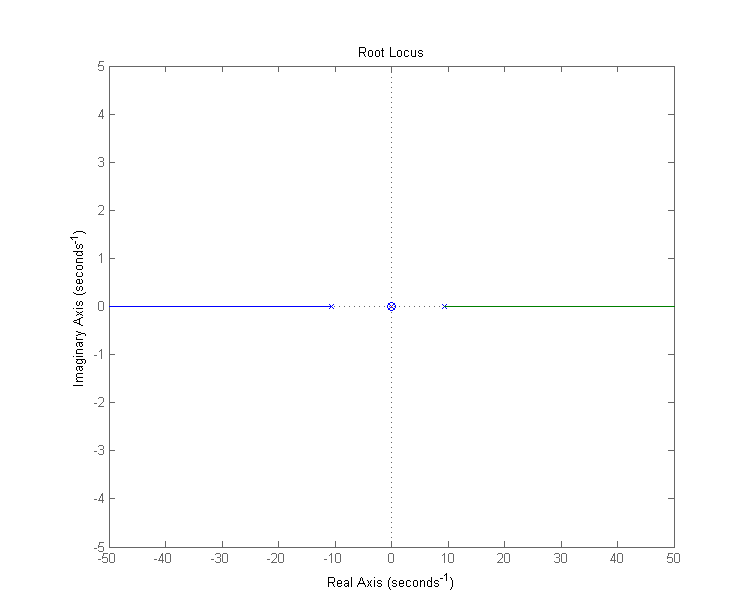 Root Locus
5
4
3
2
1
0
-1
-2
-3
-4
-5
-50 -40 -30 -20 -10 0 10 20 30 40 50
Imaginary Axis (seconds⁻¹)
Real Axis (seconds⁻¹)